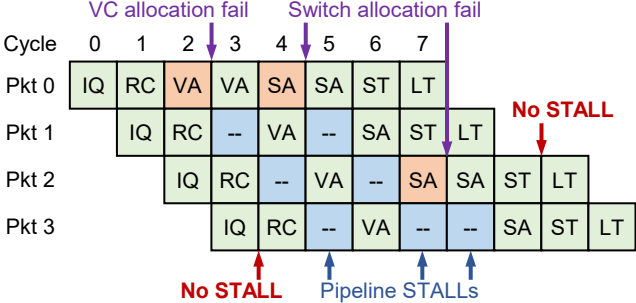 VC allocation fail Switch allocation fail
Cycle 0 1 2 3 4 5 6 7
Pkt 0 IQ RC VA VA SA SA ST LT
No STALL
Pkt 1 IQ RC -- VA -- SA ST LT
Pkt 2 IQ RC -- VA -- SA SA ST LT
Pkt 3 IQ RC -- VA -- -- SA ST LT
No STALL Pipeline STALLs